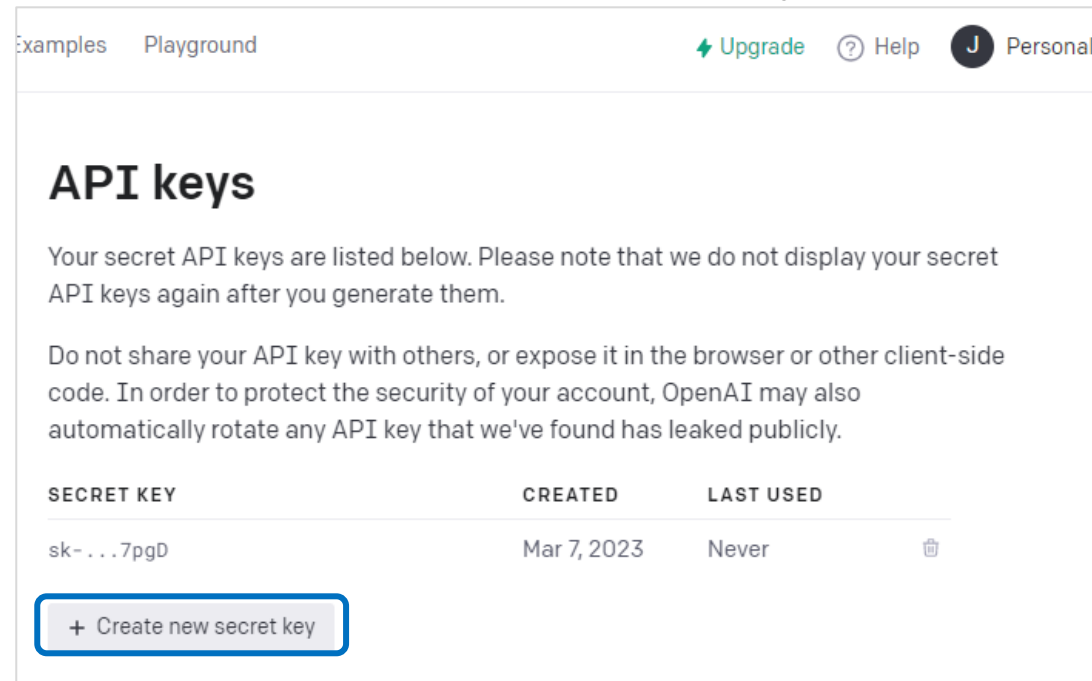 Examples Playground Upgrade ? Help J Personal
API keys
Your secret API keys are listed below. Please note that we do not display your secret
API keys again after you generate them.
Do not share your API key with others, or expose it in the browser or other client-side
code. In order to protect the security of your account, OpenAI may also
automatically rotate any API key that we've found has leaked publicly.
SECRET KEY CREATED LAST USED
sk-...7pgD Mar 7, 2023 Never
+ Create new secret key